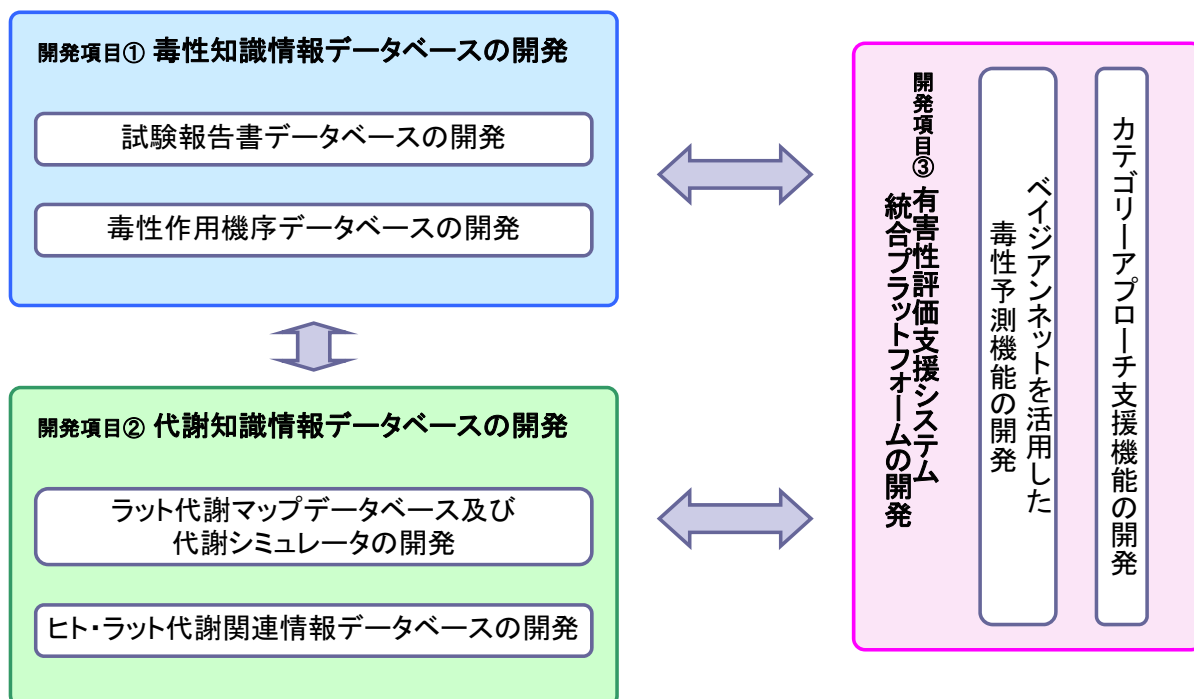 開発項目① 毒性知識情報データベースの開発
試験報告書データベースの開発
毒性作用機序データベースの開発
開発項目② 代謝知識情報データベースの開発
ラット代謝マップデータベース及び
代謝シミュレータの開発
ヒト・ラット代謝関連情報データベースの開発
開発項目③ 有害性評価支援システム
統合プラットフォームの開発
ベイジアンネットを活用した
毒性予測機能の開発
カテゴリーアプローチ支援機能の開発